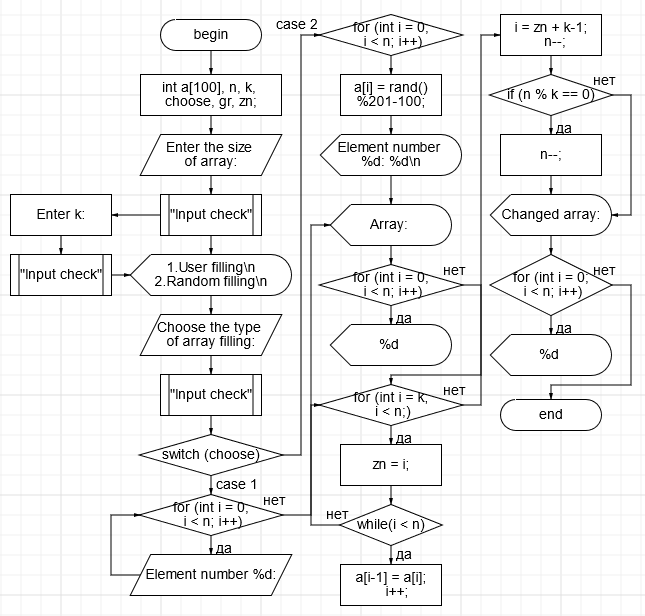 begin
int a[100], n, k,
choose, gr, zn;
Enter the size
of array:
"Input check"
Enter k:
"Input check"
1.User filling\n
2.Random filling\n
Choose the type
of array filling:
"Input check"
switch (choose)
case 1
for (int i = 0,
i < n; i++)
нет
да
Element number %d:
case 2
for (int i = 0,
i < n; i++)
a[i] = rand()
%201-100;
Element number
%d: %d\n
Array:
for (int i = 0,
i < n; i++)
нет
да
%d
for (int i = k,
i < n;)
нет
да
zn = i;
while(i < n)
нет
да
a[i-1] = a[i];
i++;
i = zn + k-1;
n--;
if (n % k == 0)
нет
да
n--;
Changed array:
for (int i = 0,
i < n; i++)
нет
да
%d
end